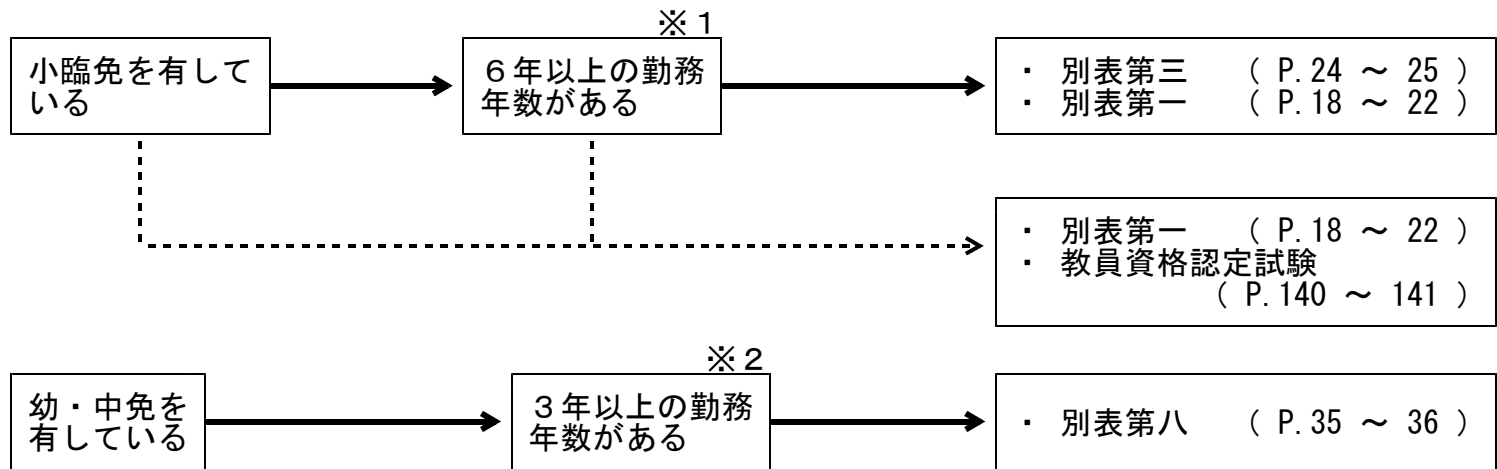 ※１
小臨免を有して
いる
６年以上の勤務
年数がある
・ 別表第三 （ P.24 ～ 25 ）
・ 別表第一 （ P.18 ～ 22 ）
・ 別表第一 （ P.18 ～ 22 ）
・ 教員資格認定試験
（ P.140 ～ 141 ）
※２
幼・中免を
有している
３年以上の勤務
年数がある
・ 別表第八 （ P.35 ～ 36 ）